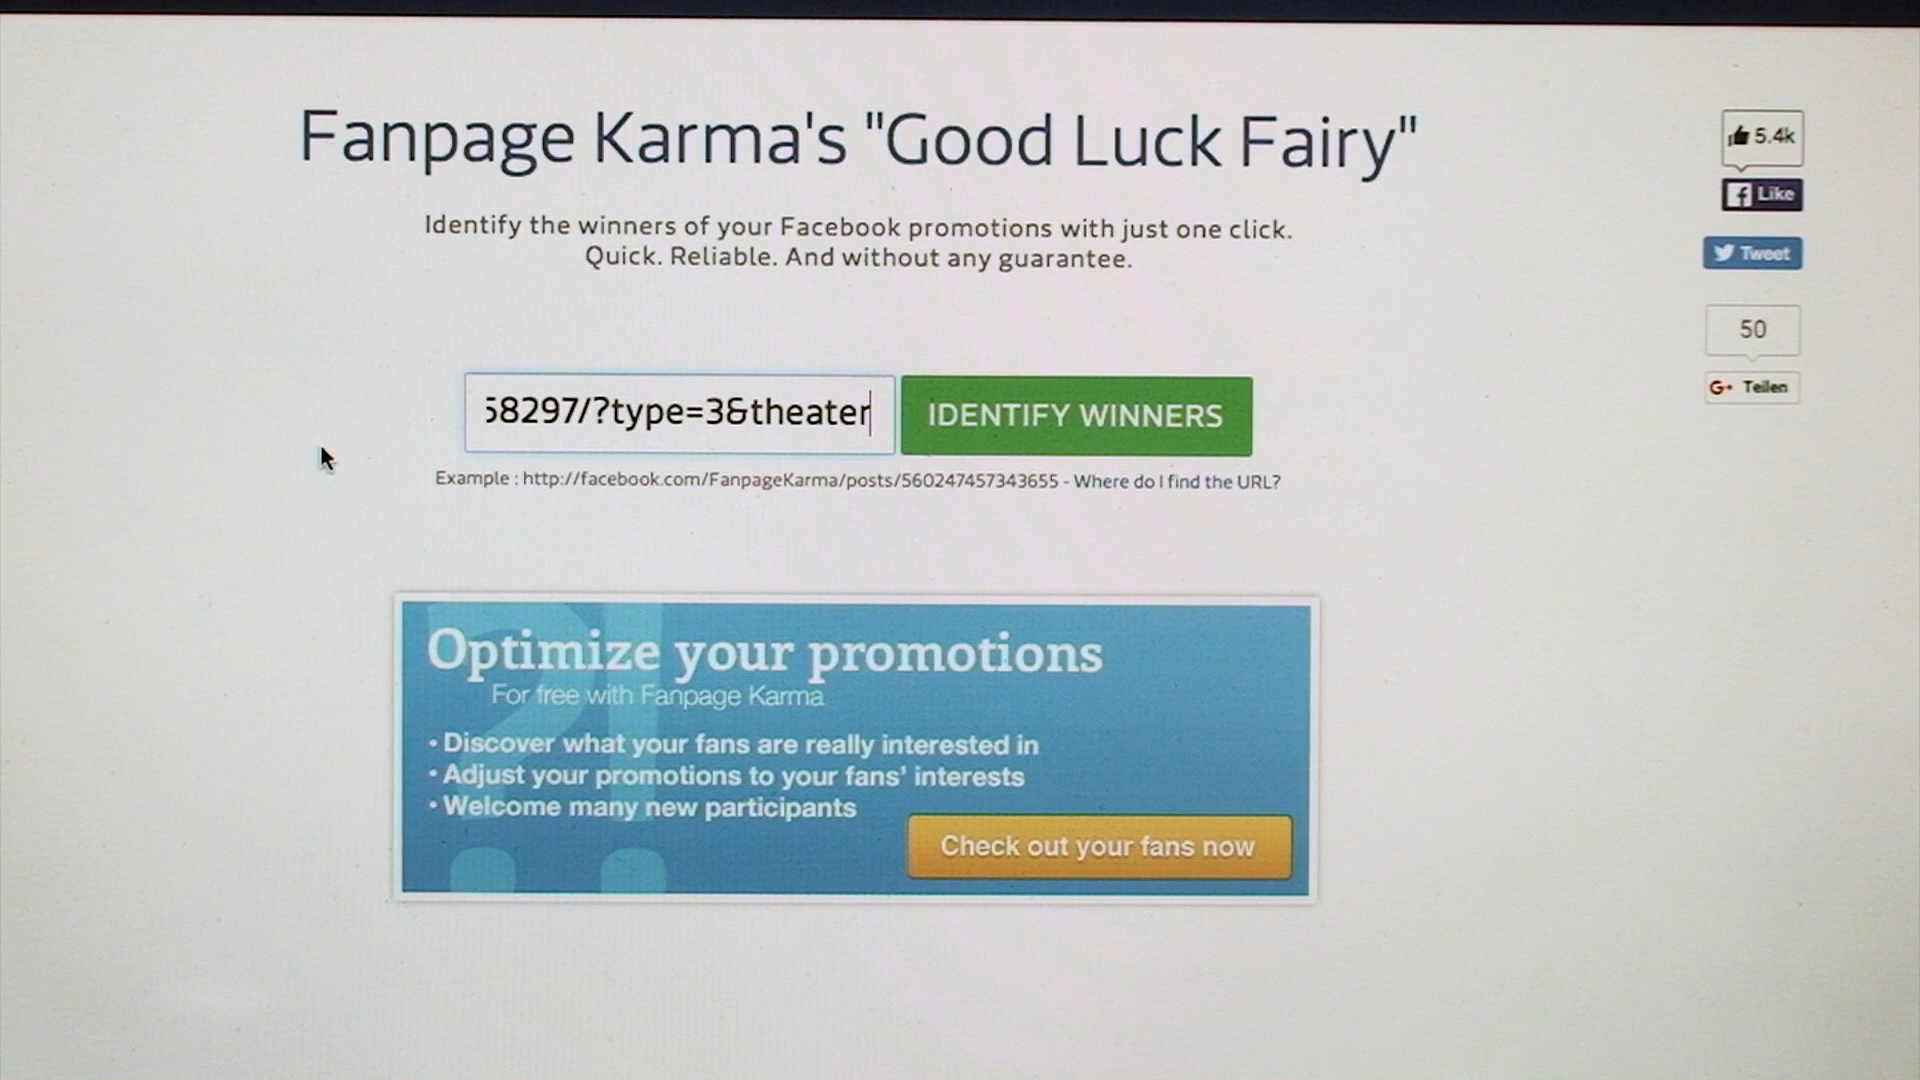 Fanpage Karma's "Good Luck Fairy"
Identify the winners of your Facebook promotions with just one click.
Quick. Reliable. And without any guarantee.
5.4k
Like
Tweet
50
G+ Teilen
58297/?type=3&theater
IDENTIFY WINNERS
Example : http://facebook.com/FanpageKarma/posts/560247457343655 - Where do I find the URL?
Optimize your promotions
For free with Fanpage Karma
• Discover what your fans are really interested in
• Adjust your promotions to your fans’ interests
• Welcome many new participants
Check out your fans now